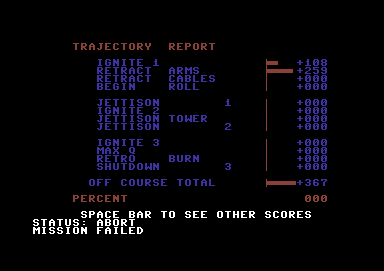 TRAJECTORY REPORT
IGNITE 1 +108
RETRACT ARMS +259
RETRACT CABLES +000
BEGIN ROLL +000
JETTISON 1 +000
IGNITE 2 +000
JETTISON TOWER +000
JETTISON 2 +000
IGNITE 3 +000
MAX Q +000
RETRO BURN +000
SHUTDOWN 3 +000
OFF COURSE TOTAL +367
PERCENT 000
SPACE BAR TO SEE OTHER SCORES
STATUS: ABORT
MISSION FAILED